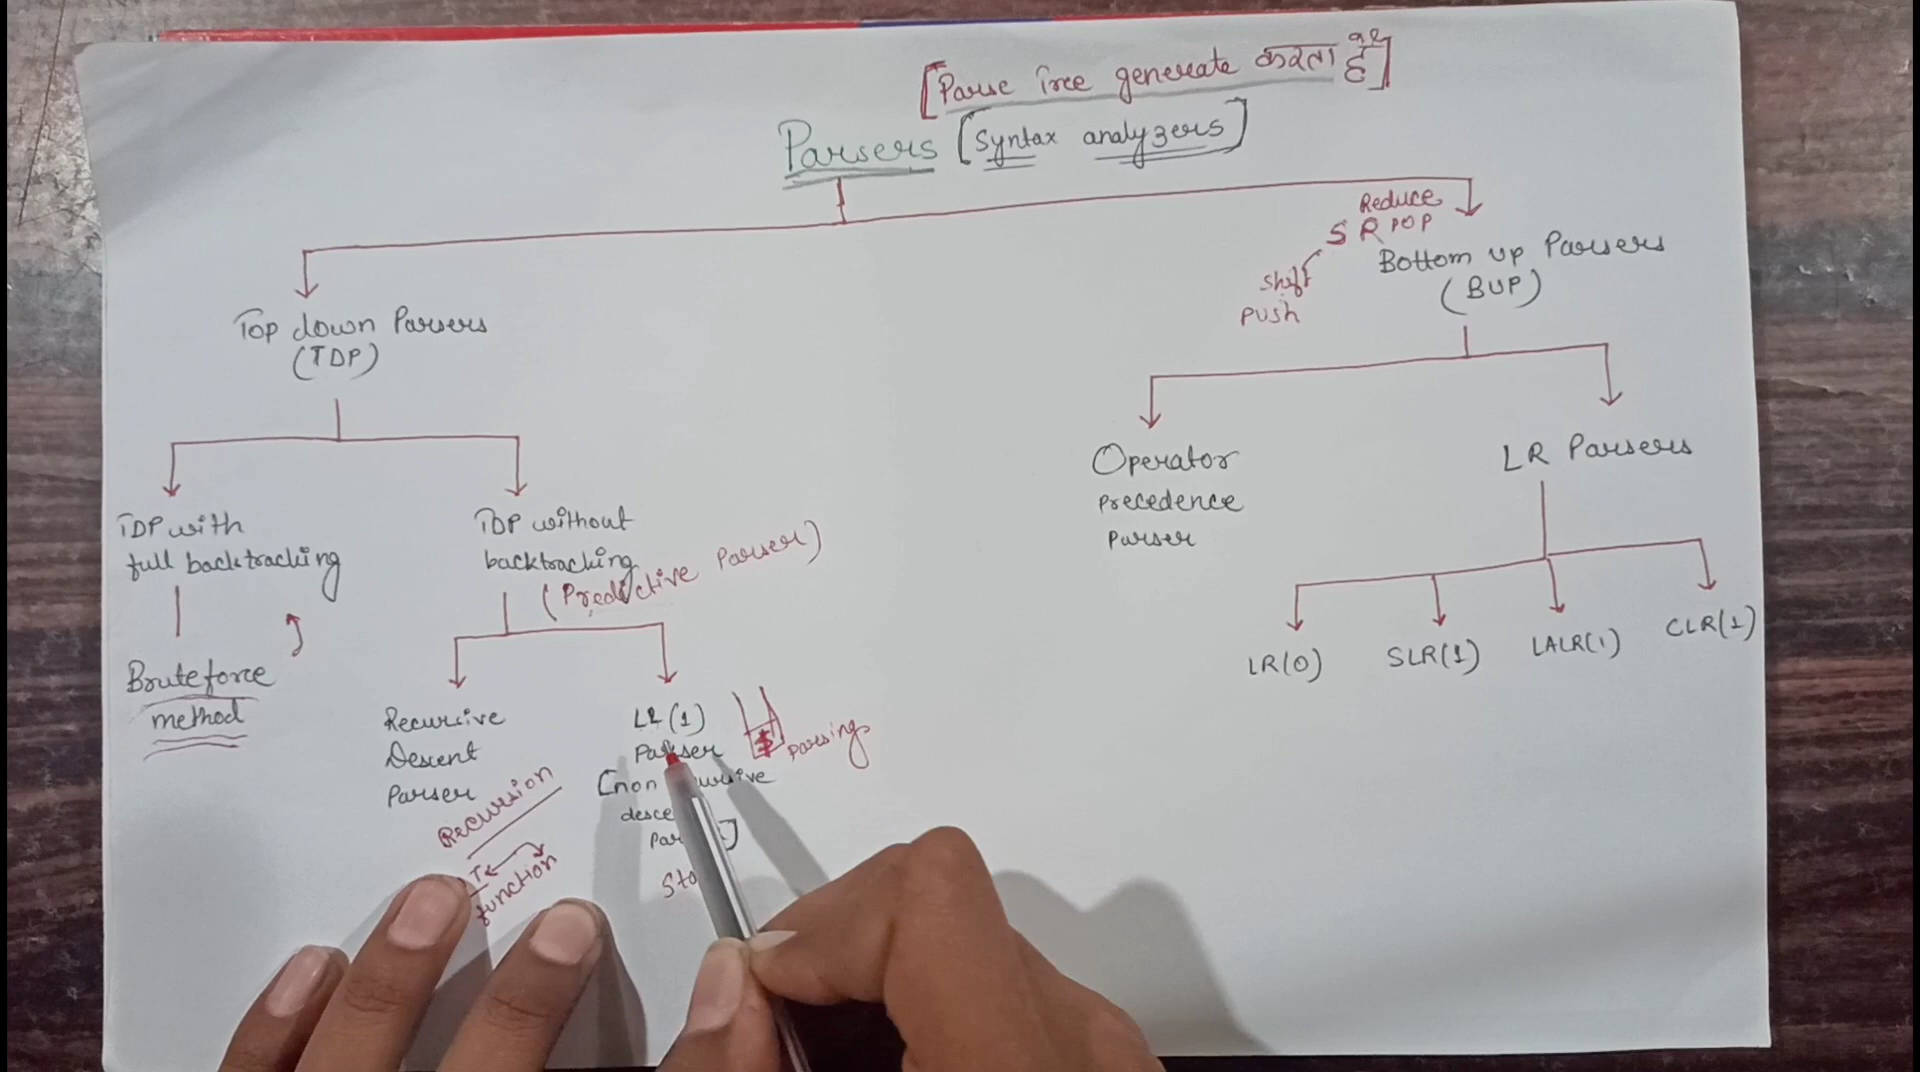 [Parse Tree generate करता है]
Parsers [Syntax analyzers]
Reduce
S R POP
Shift
PUSH
Bottom up Parsers
(BUP)
Top down Parsers
(TDP)
Operator
precedence
parser
LR Parsers
LR(0)
SLR(1)
LALR(1)
CLR(1)
TDP with
full backtracking
Brute force
method
TDP without
backtracking
(Predictive Parser)
Recursive
Descent
Parser
Recursion
function
LL(1)
Parser
[non
$
Parsing